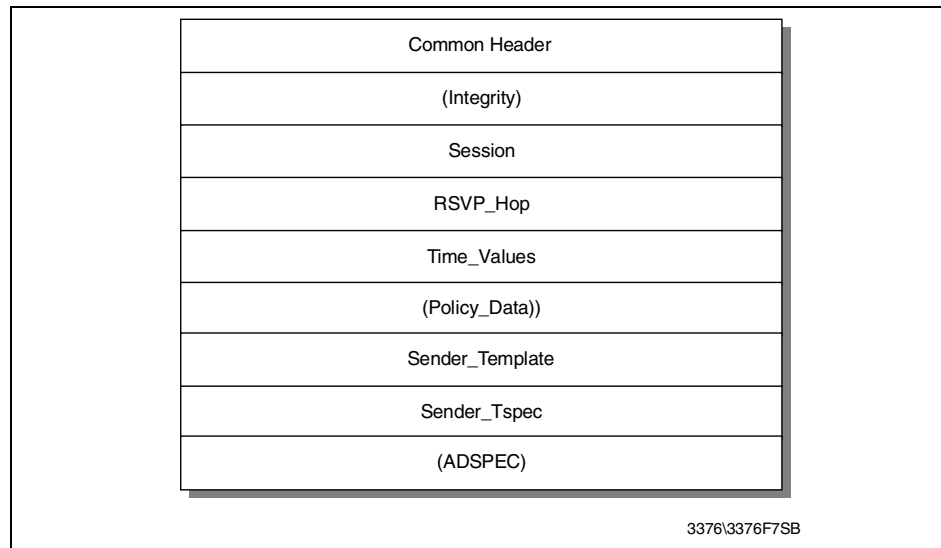 Common Header
(Integrity)
Session
RSVP_Hop
Time_Values
(Policy_Data))
Sender_Template
Sender_Tspec
(ADSPEC)
3376\3376F7SB